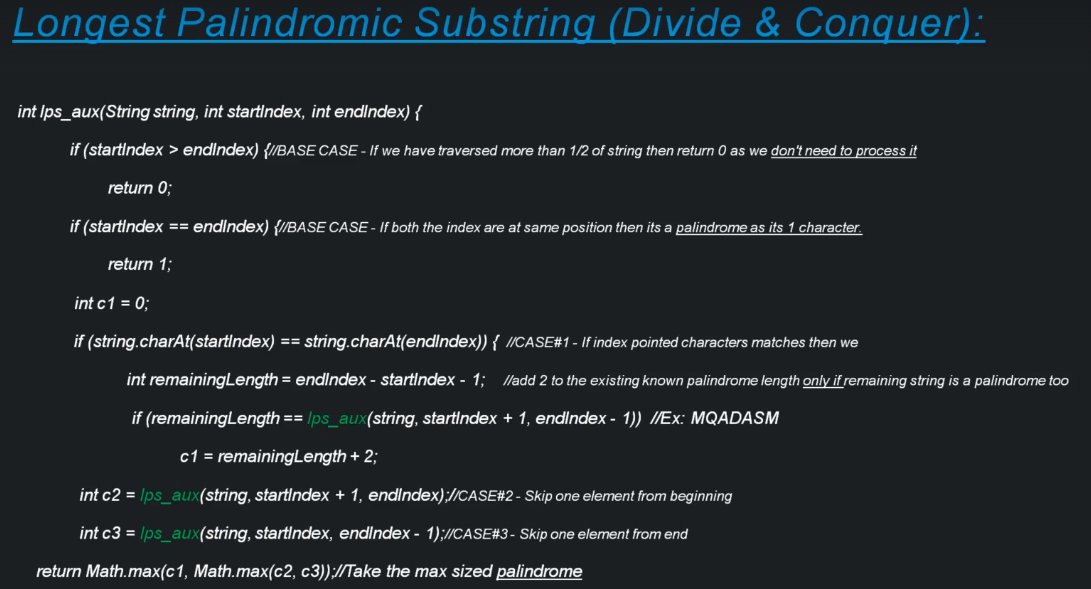 Longest Palindromic Substring (Divide & Conquer):
int lps_aux(String string, int startIndex, int endIndex) {
if (startIndex > endIndex) {//BASE CASE - If we have traversed more than 1/2 of string then return 0 as we don't need to process it
return 0;
if (startIndex == endIndex) {//BASE CASE - If both the index are at same position then its a palindrome as its 1 character.
return 1;
int c1 = 0;
if (string.charAt(startIndex) == string.charAt(endIndex)) { //CASE#1 - If index pointed characters matches then we
int remainingLength = endIndex - startIndex - 1; //add 2 to the existing known palindrome length only if remaining string is a palindrome too
if (remainingLength == lps_aux(string, startIndex + 1, endIndex - 1)) //Ex: MQADASM
c1 = remainingLength + 2;
int c2 = lps_aux(string, startIndex + 1, endIndex);//CASE#2 - Skip one element from beginning
int c3 = lps_aux(string, startIndex, endIndex - 1);//CASE#3 - Skip one element from end
return Math.max(c1, Math.max(c2, c3));//Take the max sized palindrome